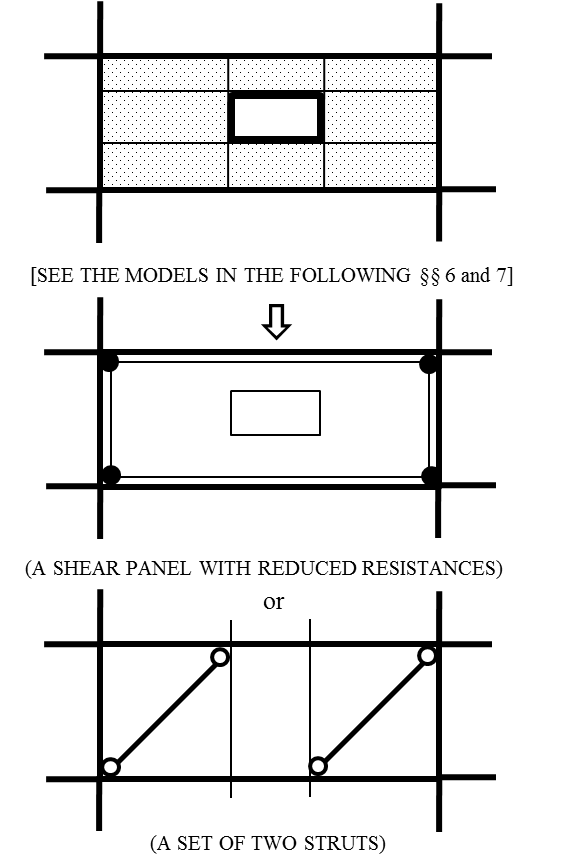 [SEE THE MODELS IN THE FOLLOWING §§ 6 and 7]
(A SHEAR PANEL WITH REDUCED RESISTANCES)
or
(A SET OF TWO STRUTS)